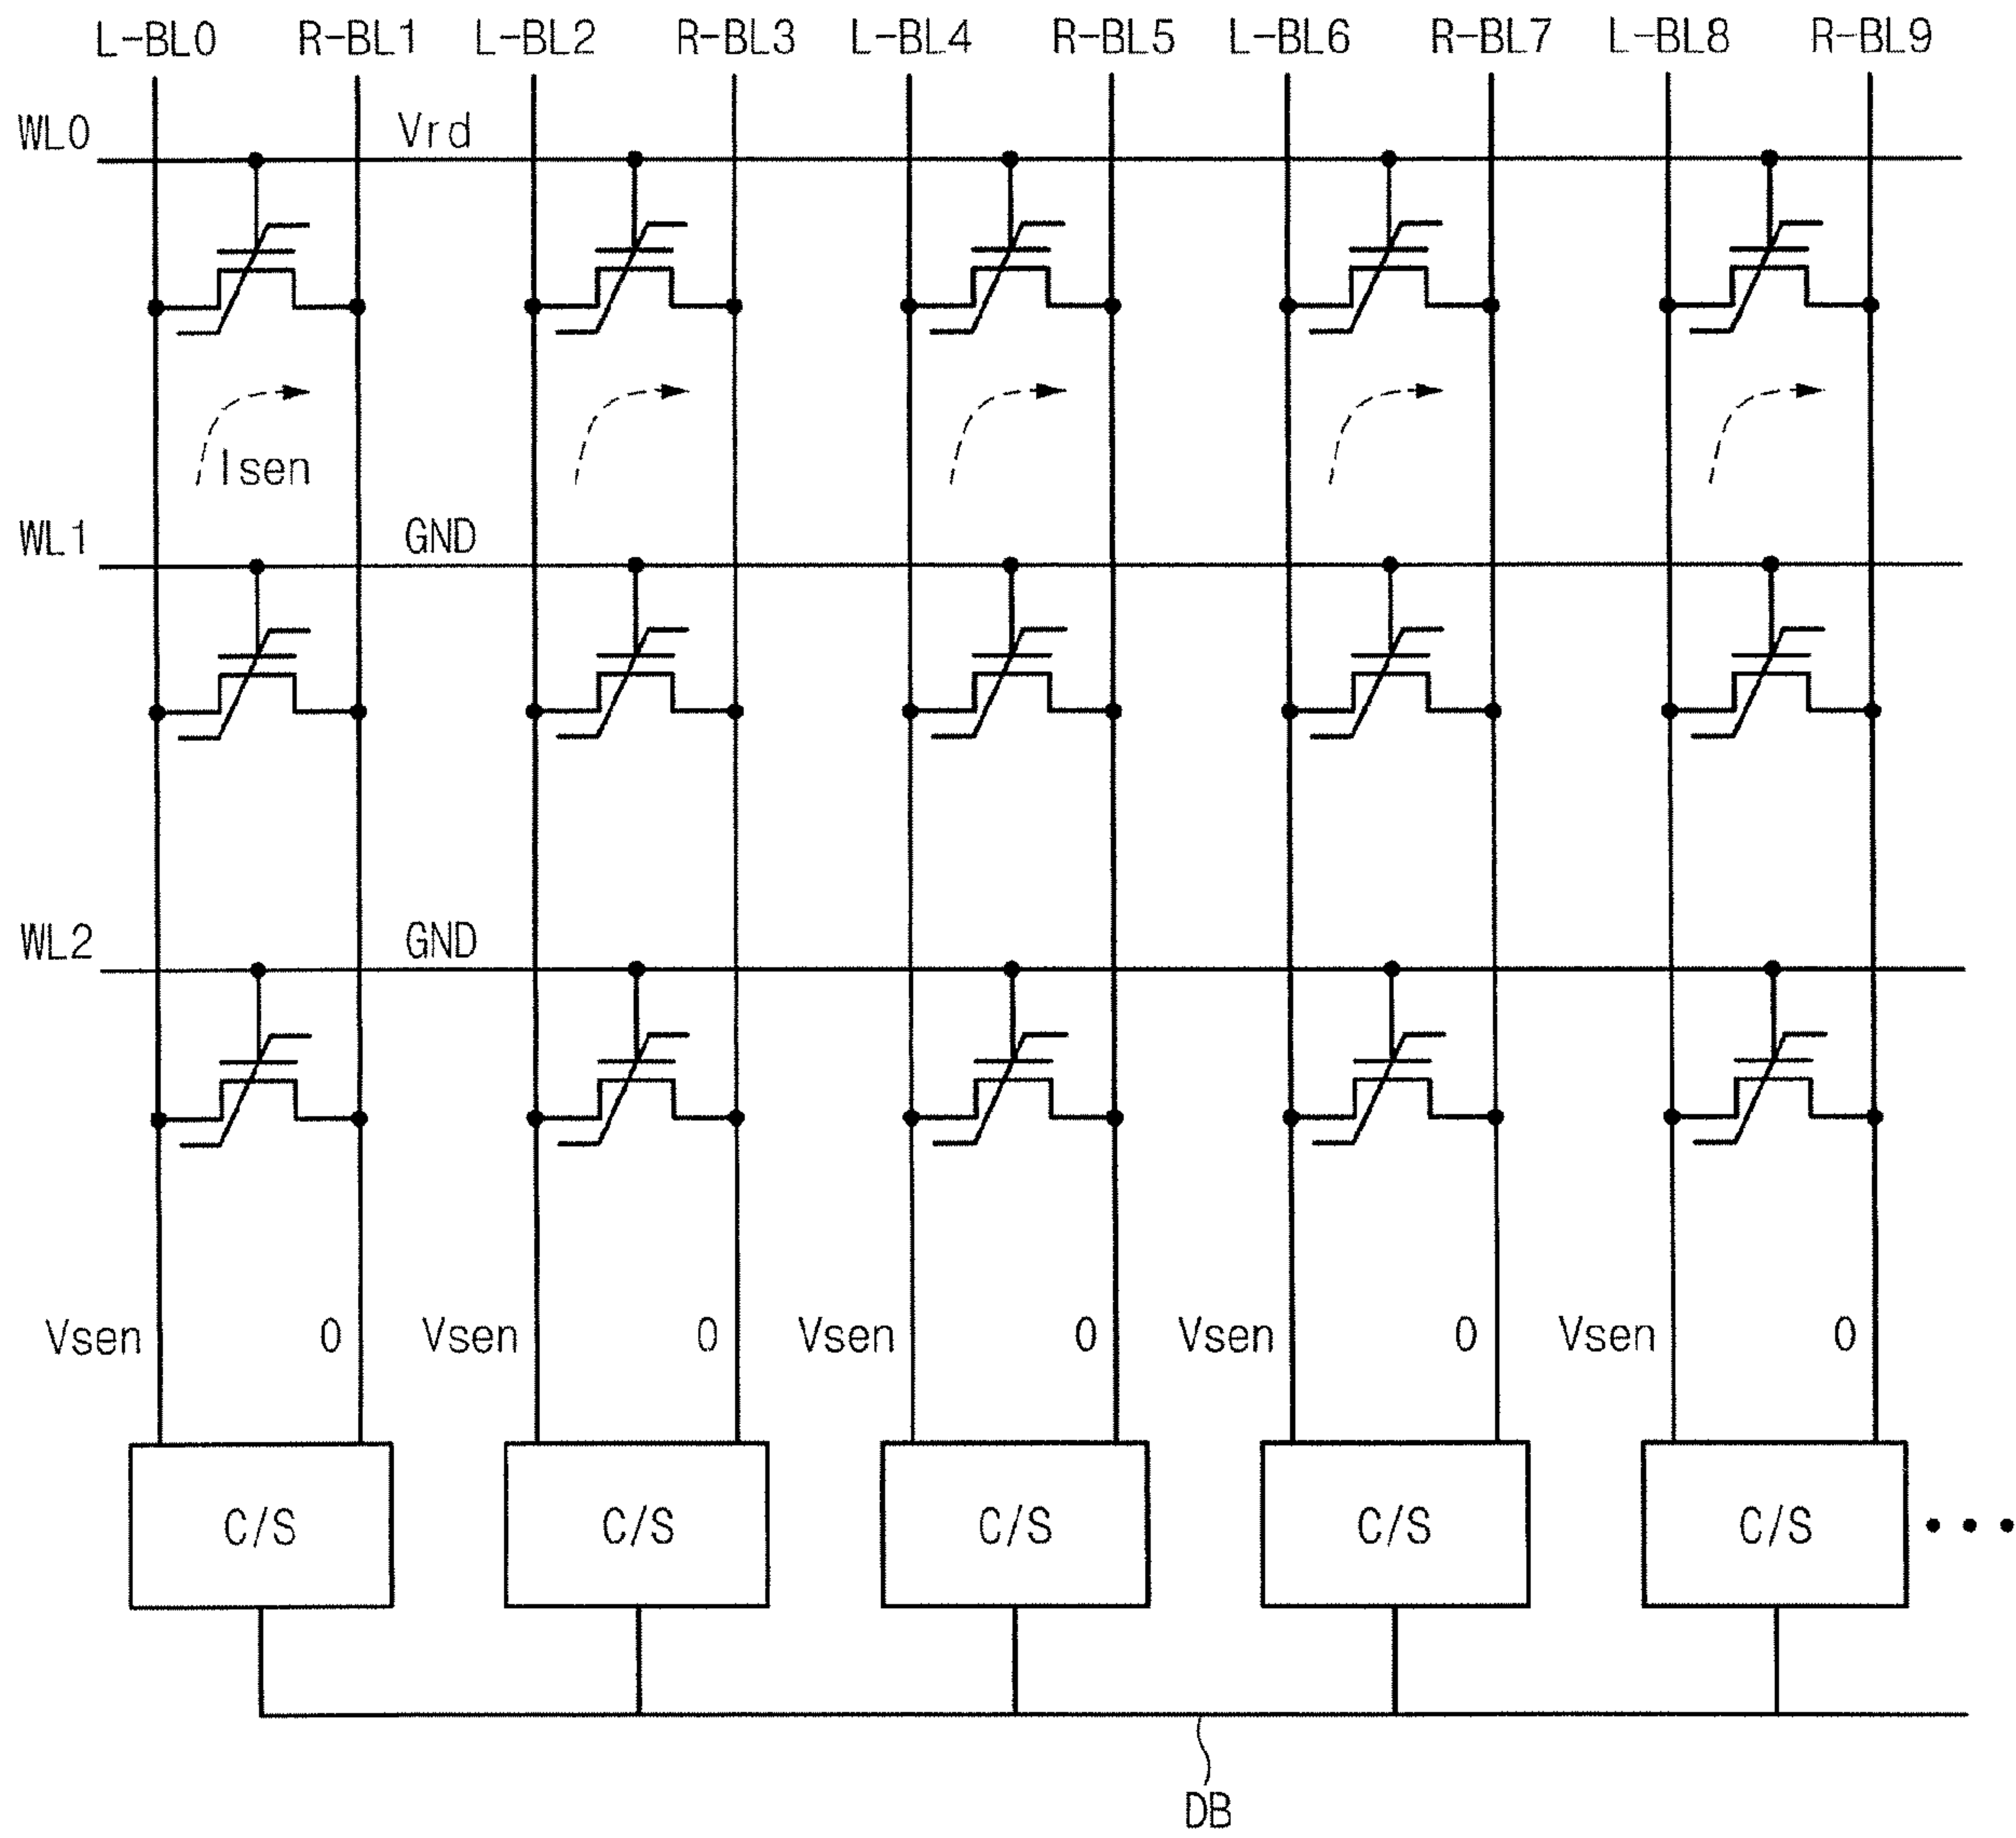 L-BL0 R-BL1 L-BL2 R-BL3 L-BL4 R-BL5 L-BL6 R-BL7 L-BL8 R-BL9
WL0 Vrd
Isen
WL1 GND
WL2 GND
Vsen 0 Vsen 0 Vsen 0 Vsen 0 Vsen 0
C/S C/S C/S C/S C/S
DB